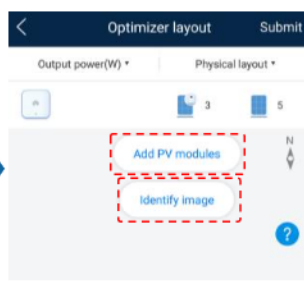 Optimizer layout Submit
Output power(W) Physical layout
3 5
Add PV modules
N
Identify image
?